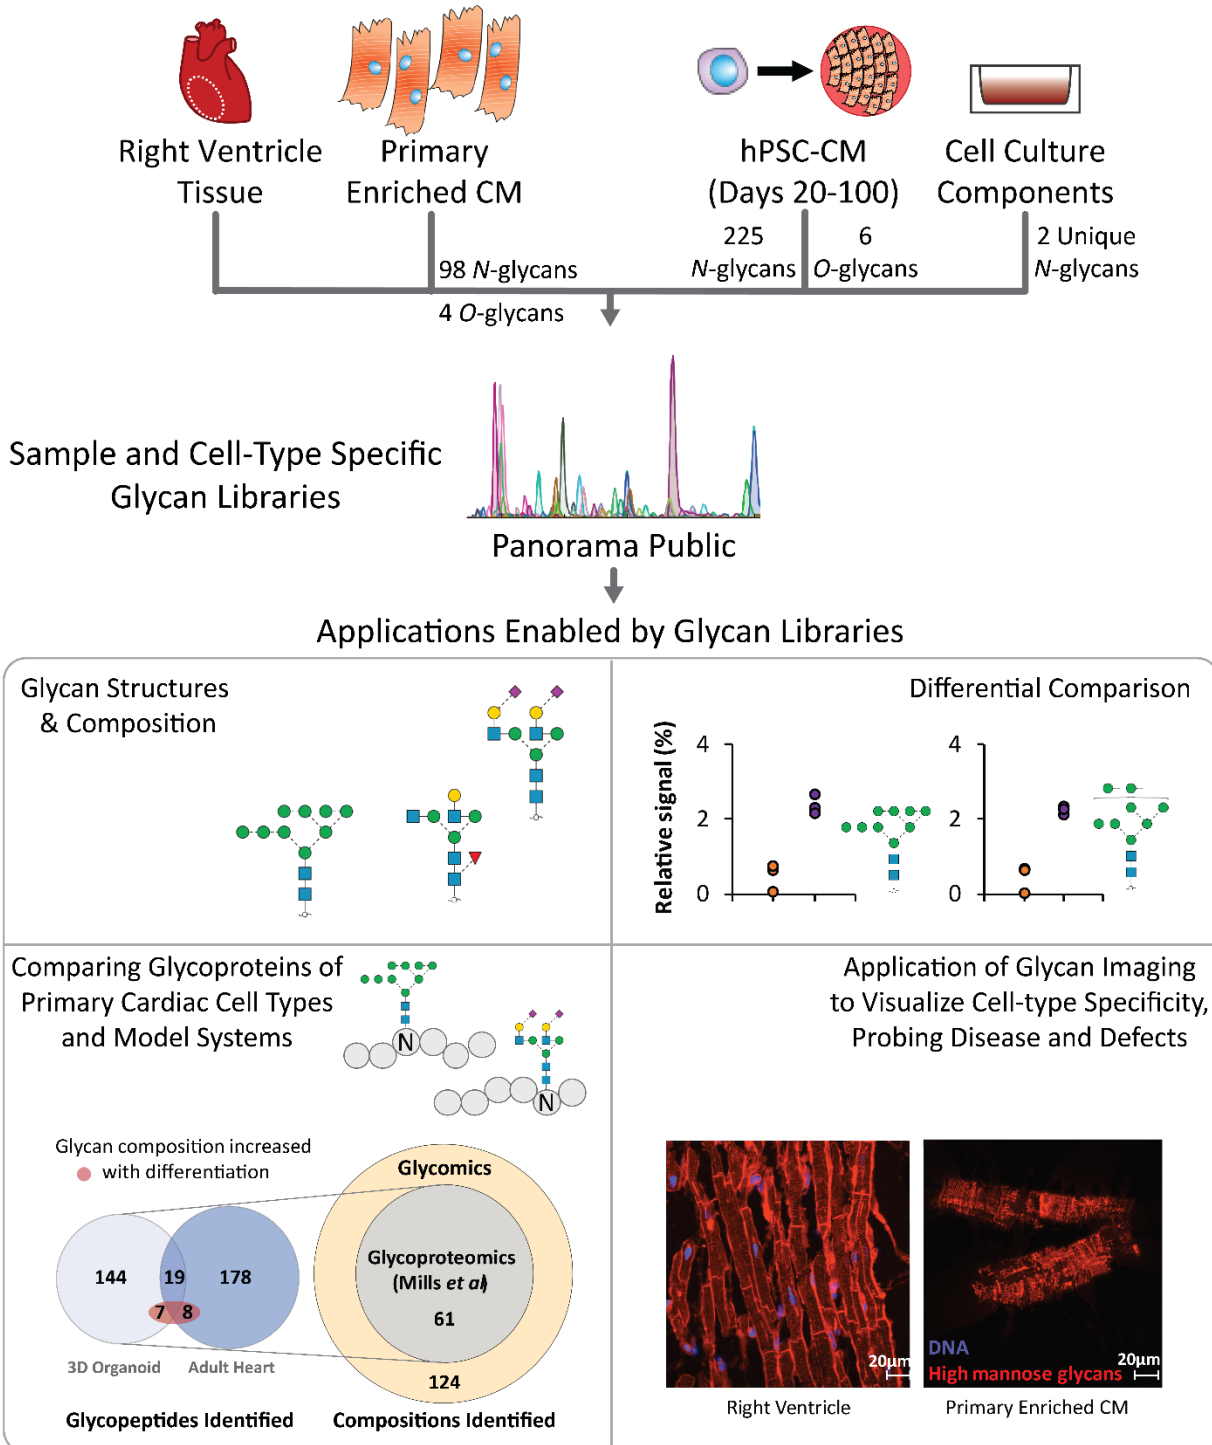 Right Ventricle
Tissue
Primary
Enriched CM
hPSC-CM
(Days 20-100)
Cell Culture
Components
98 N-glycans
4 O-glycans
225
N-glycans
6
O-glycans
2 Unique
N-glycans
Sample and Cell-Type Specific
Glycan Libraries
Panorama Public
Applications Enabled by Glycan Libraries
Glycan Structures
& Composition
Differential Comparison
Relative signal (%)
4
2
0
4
2
0
Comparing Glycoproteins of
Primary Cardiac Cell Types
and Model Systems
N
N
Glycan composition increased
with differentiation
144
19
178
7
8
3D Organoid
Adult Heart
Glycopeptides Identified
Glycomics
Glycoproteomics
(Mills et al)
61
124
Compositions Identified
Application of Glycan Imaging
to Visualize Cell-type Specificity,
Probing Disease and Defects
20µm
DNA
High mannose glycans
20µm
Right Ventricle
Primary Enriched CM